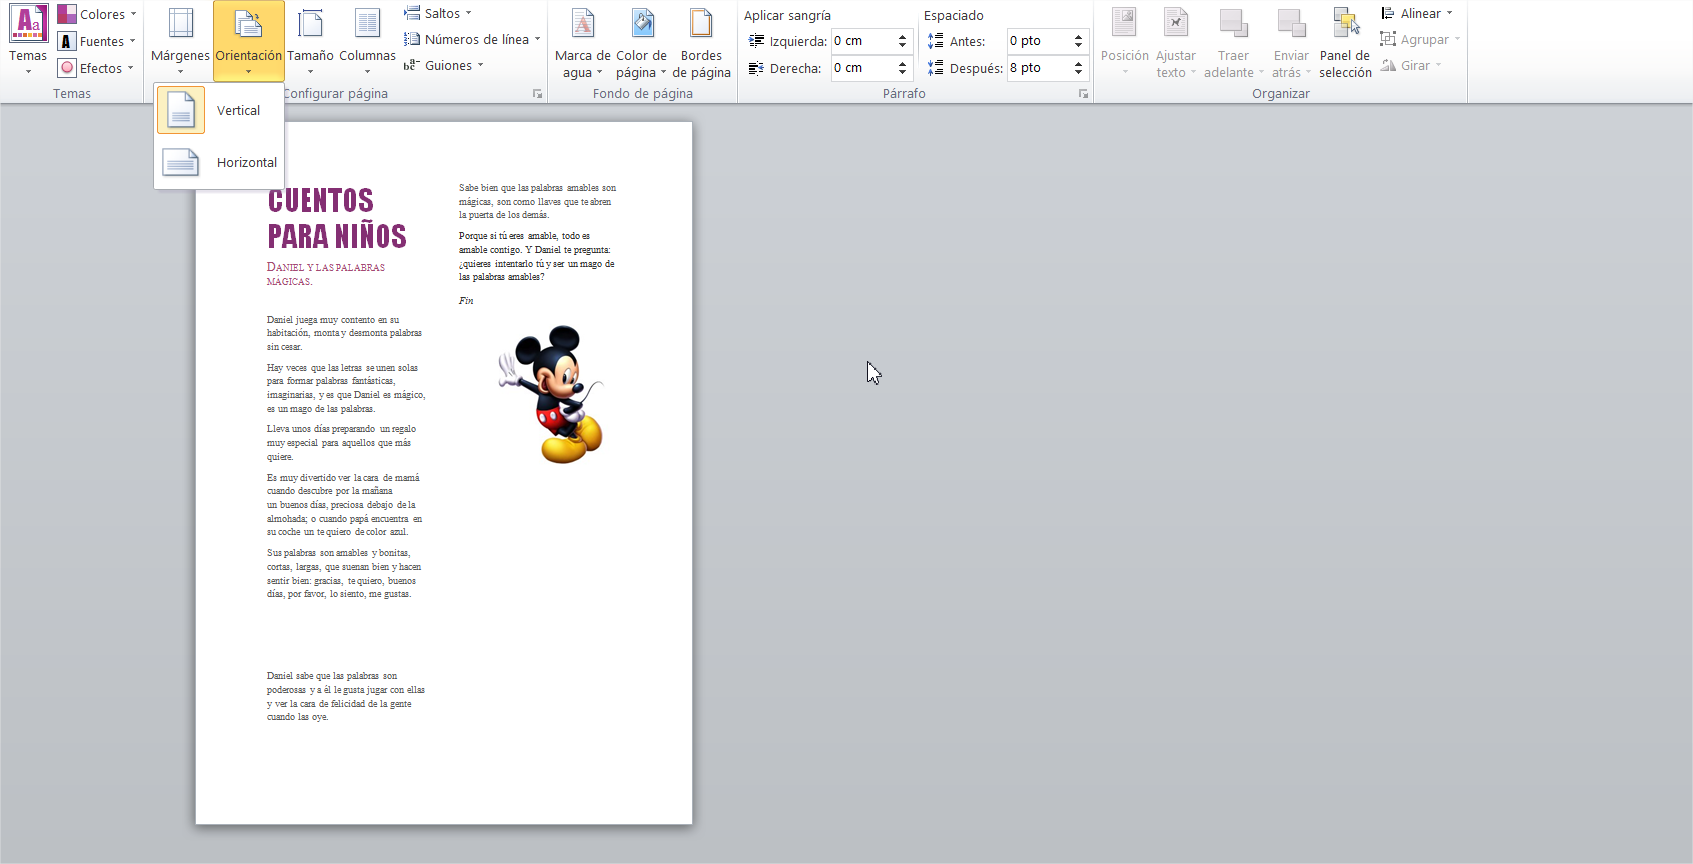 Temas
Colores
Fuentes
Efectos
Temas
Márgenes
Orientación
Tamaño
Columnas
Saltos
Números de línea
Guiones
Configurar página
Vertical
Horizontal
Marca de agua
Color de página
Bordes de página
Fondo de página
Aplicar sangría
Izquierda: 0 cm
Derecha: 0 cm
Espaciado
Antes: 0 pto
Después: 8 pto
Párrafo
Posición
Ajustar texto
Traer adelante
Enviar atrás
Panel de selección
Alinear
Agrupar
Girar
Organizar
CUENTOS
PARA NIÑOS
DANIEL Y LAS PALABRAS
MÁGICAS.
Daniel juega muy contento en su
habitación, monta y desmonta palabras
sin cesar.
Hay veces que las letras se unen solas
para formar palabras fantásticas,
imaginarias, y es que Daniel es mágico,
es un mago de las palabras.
Lleva unos días preparando un regalo
muy especial para aquellos que más
quiere.
Es muy divertido ver la cara de mamá
cuando descubre por la mañana
un buenos días, preciosa debajo de la
almohada; o cuando papá encuentra en
su coche un te quiero de color azul.
Sus palabras son amables y bonitas,
cortas, largas, que suenan bien y hacen
sentir bien: gracias, te quiero, buenos
días, por favor, lo siento, me gustas.
Daniel sabe que las palabras son
poderosas y a él le gusta jugar con ellas
y ver la cara de felicidad de la gente
cuando las oye.
Sabe bien que las palabras amables son
mágicas, son como llaves que te abren
la puerta de los demás.
Porque si tú eres amable, todo es
amable contigo. Y Daniel te pregunta:
¿quieres intentarlo tú y ser un mago de
las palabras amables?
Fin